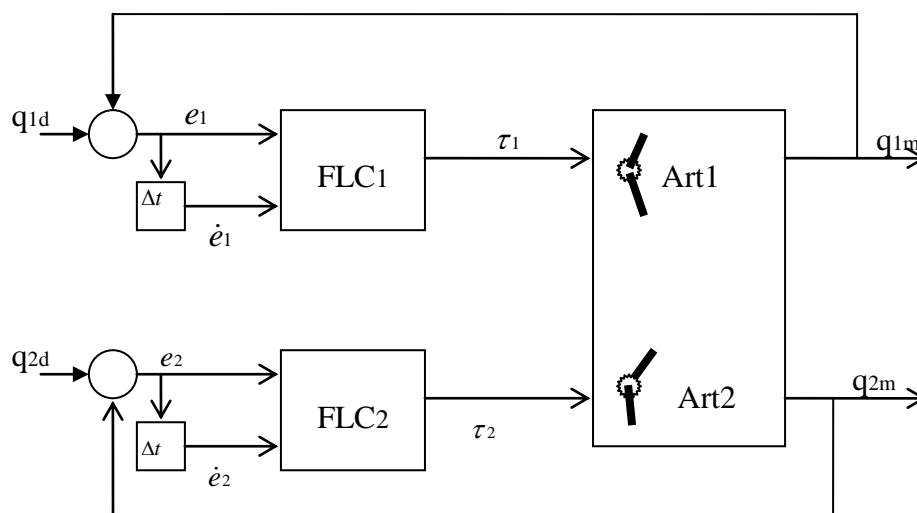 q1d
e1
Δt
ė1
FLC1
τ1
Art1
q1m
q2d
e2
Δt
ė2
FLC2
τ2
Art2
q2m